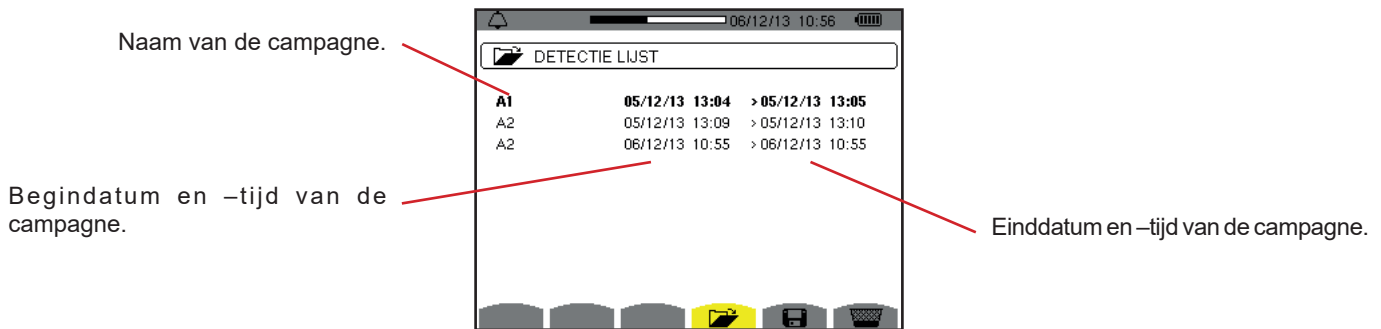 06/12/13 10:56
Naam van de campagne.
DETECTIE LIJST
A1 05/12/13 13:04 > 05/12/13 13:05
A2 05/12/13 13:09 > 05/12/13 13:10
A2 06/12/13 10:55 > 06/12/13 10:55
Begindatum en –tijd van de
campagne.
Einddatum en –tijd van de campagne.